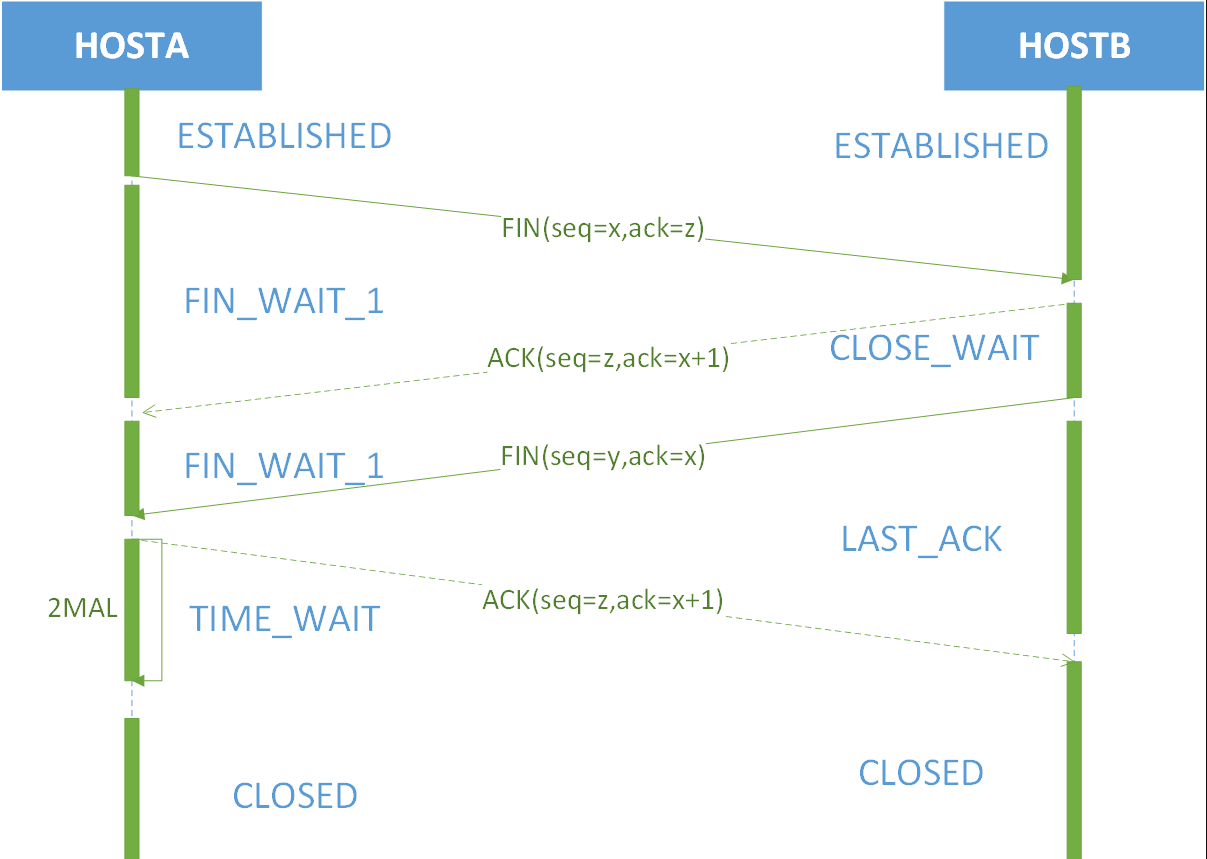 HOSTA
HOSTB
ESTABLISHED
ESTABLISHED
FIN(seq=x,ack=z)
FIN_WAIT_1
CLOSE_WAIT
ACK(seq=z,ack=x+1)
FIN(seq=y,ack=x)
FIN_WAIT_1
LAST_ACK
ACK(seq=z,ack=x+1)
2MAL
TIME_WAIT
CLOSED
CLOSED